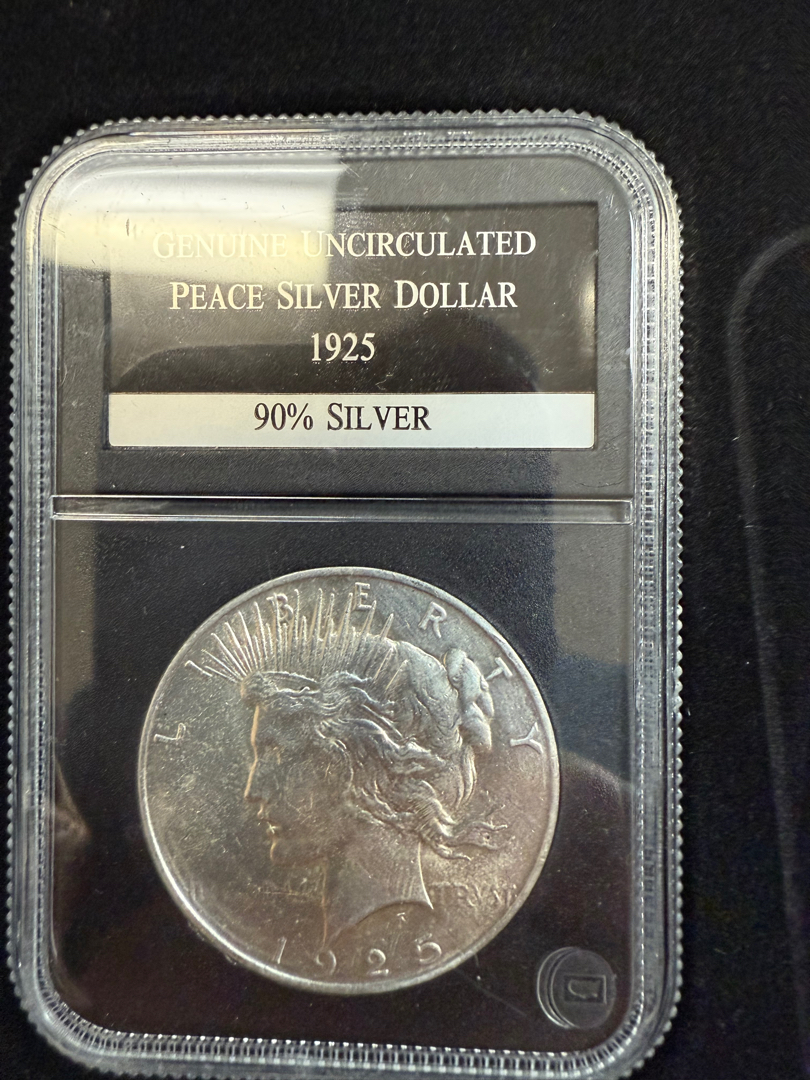 GENUINE UNCIRCULATED
PEACE SILVER DOLLAR
1925
90% SILVER
LIBERTY
1925